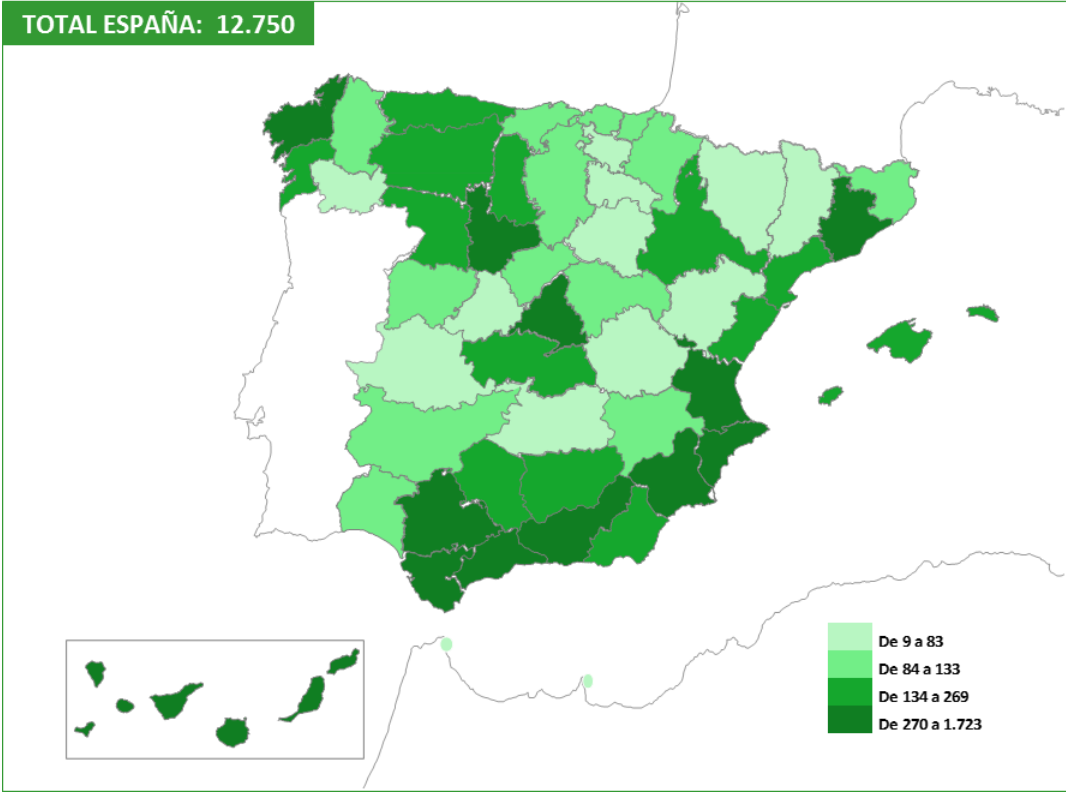 TOTAL ESPAÑA: 12.750
De 9 a 83
De 84 a 133
De 134 a 269
De 270 a 1.723